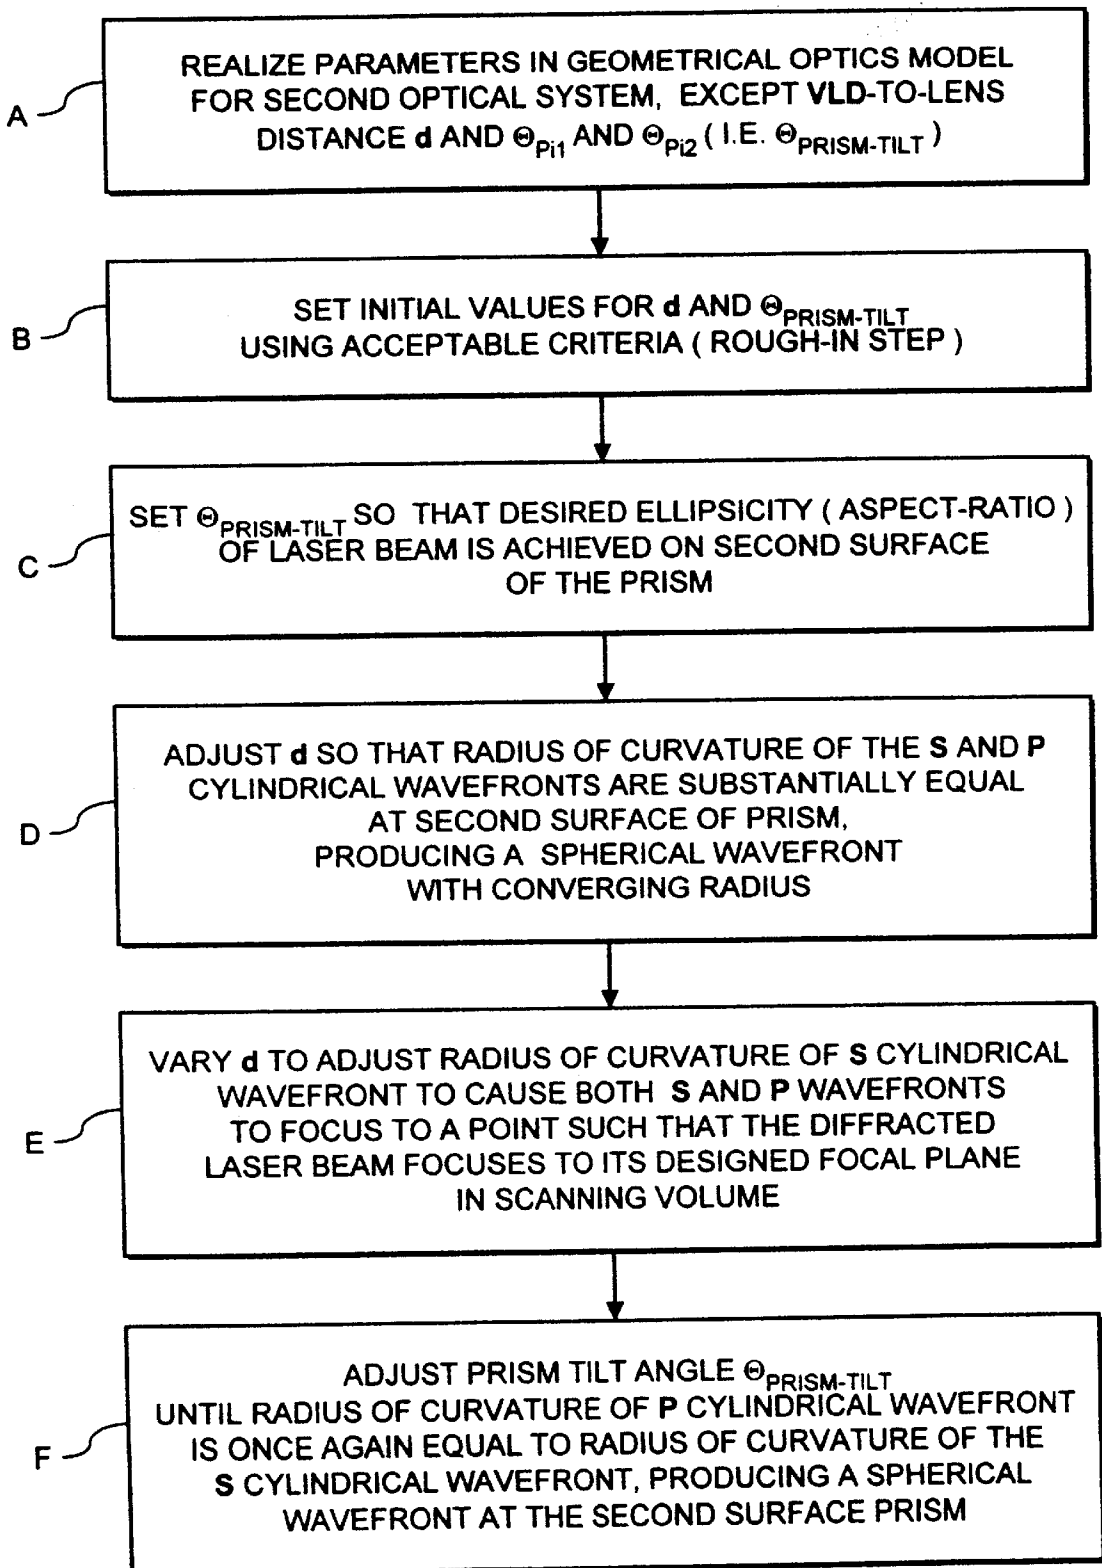 A
REALIZE PARAMETERS IN GEOMETRICAL OPTICS MODEL
FOR SECOND OPTICAL SYSTEM, EXCEPT VLD-TO-LENS
DISTANCE d AND ΘPi1 AND ΘPi2 ( I.E. ΘPRISM-TILT )
B
SET INITIAL VALUES FOR d AND ΘPRISM-TILT
USING ACCEPTABLE CRITERIA ( ROUGH-IN STEP )
C
SET ΘPRISM-TILT SO THAT DESIRED ELLIPSICITY ( ASPECT-RATIO )
OF LASER BEAM IS ACHIEVED ON SECOND SURFACE
OF THE PRISM
D
ADJUST d SO THAT RADIUS OF CURVATURE OF THE S AND P
CYLINDRICAL WAVEFRONTS ARE SUBSTANTIALLY EQUAL
AT SECOND SURFACE OF PRISM,
PRODUCING A SPHERICAL WAVEFRONT
WITH CONVERGING RADIUS
E
VARY d TO ADJUST RADIUS OF CURVATURE OF S CYLINDRICAL
WAVEFRONT TO CAUSE BOTH S AND P WAVEFRONTS
TO FOCUS TO A POINT SUCH THAT THE DIFFRACTED
LASER BEAM FOCUSES TO ITS DESIGNED FOCAL PLANE
IN SCANNING VOLUME
F
ADJUST PRISM TILT ANGLE ΘPRISM-TILT
UNTIL RADIUS OF CURVATURE OF P CYLINDRICAL WAVEFRONT
IS ONCE AGAIN EQUAL TO RADIUS OF CURVATURE OF THE
S CYLINDRICAL WAVEFRONT, PRODUCING A SPHERICAL
WAVEFRONT AT THE SECOND SURFACE PRISM